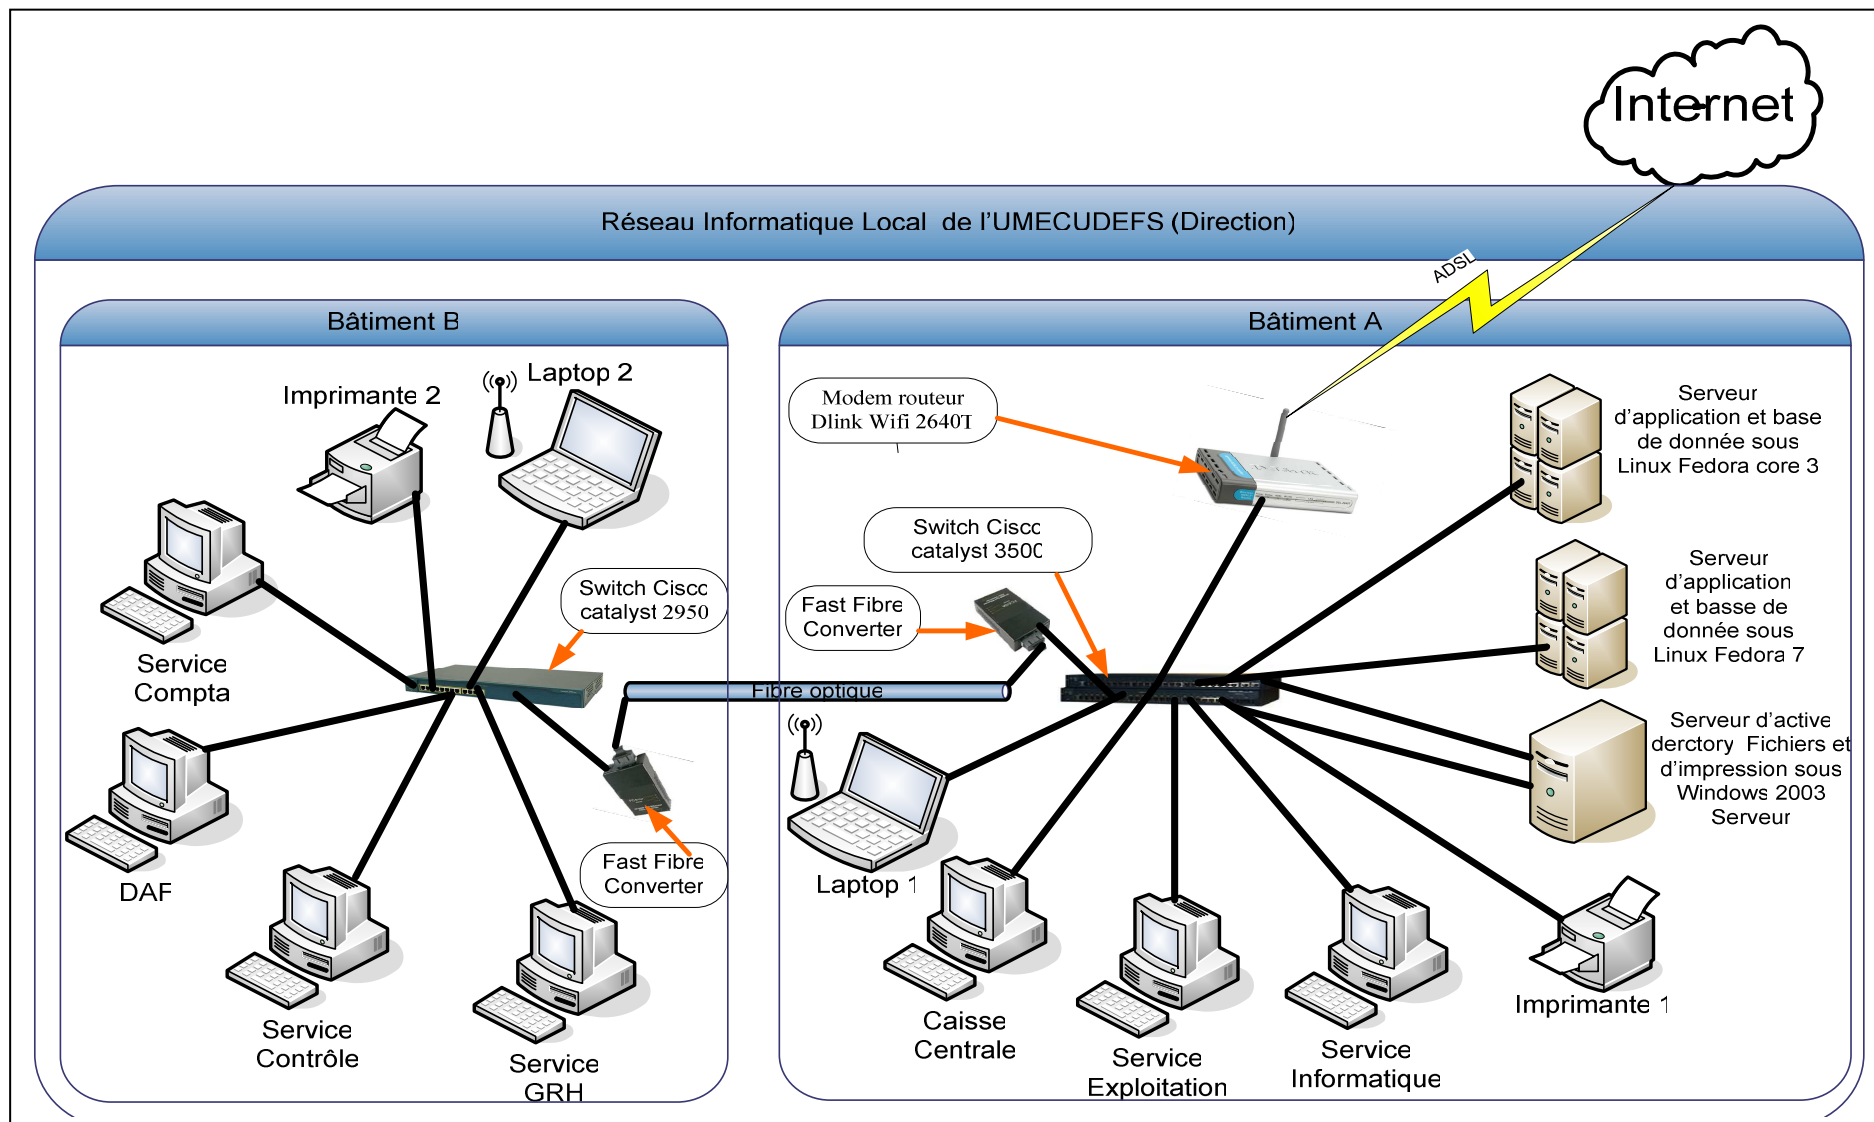 Internet
Réseau Informatique Local de l'UMECUDEFS (Direction)
ADSL
Bâtiment B
Bâtiment A
Imprimante 2
Laptop 2
Service
Compta
Switch Cisco
catalyst 2950
DAF
Service
Contrôle
Service
GRH
Fast Fibre
Converter
Fibre optique
Modem routeur
Dlink Wifi 2640T
Switch Cisco
catalyst 3500
Fast Fibre
Converter
Laptop 1
Caisse
Centrale
Service
Exploitation
Service
Informatique
Imprimante 1
Serveur
d'application et base
de donnée sous
Linux Fedora core 3
Serveur
d'application
et basse de
donnée sous
Linux Fedora 7
Serveur d'active
derctory Fichiers et
d'impression sous
Windows 2003
Serveur